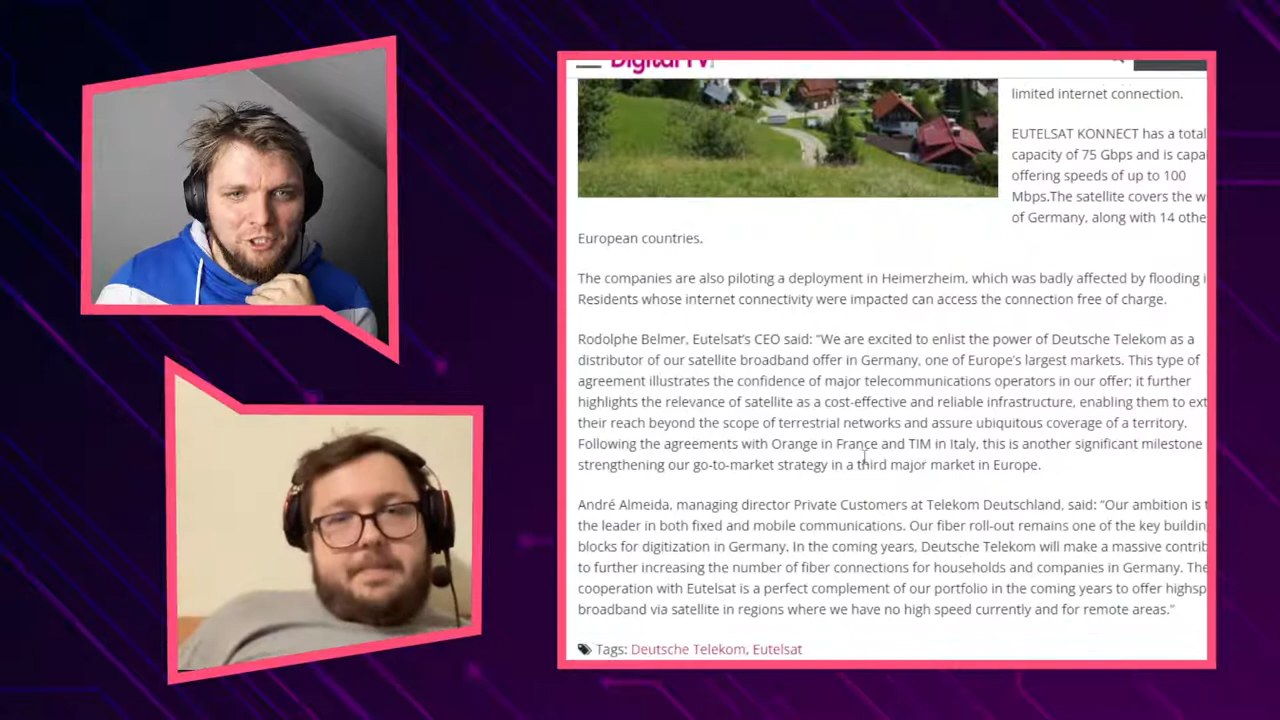 Digital TV
limited internet connection.
EUTELSAT KONNECT has a total
capacity of 75 Gbps and is capa
offering speeds of up to 100
Mbps.The satellite covers the w
of Germany, along with 14 othe
European countries.
The companies are also piloting a deployment in Heimerzheim, which was badly affected by flooding i
Residents whose internet connectivity were impacted can access the connection free of charge.
Rodolphe Belmer, Eutelsat's CEO said: “We are excited to enlist the power of Deutsche Telekom as a
distributor of our satellite broadband offer in Germany, one of Europe's largest markets. This type of
agreement illustrates the confidence of major telecommunications operators in our offer; it further
highlights the relevance of satellite as a cost-effective and reliable infrastructure, enabling them to ext
their reach beyond the scope of terrestrial networks and assure ubiquitous coverage of a territory.
Following the agreements with Orange in France and TIM in Italy, this is another significant milestone
strengthening our go-to-market strategy in a third major market in Europe.
André Almeida, managing director Private Customers at Telekom Deutschland, said: “Our ambition is t
the leader in both fixed and mobile communications. Our fiber roll-out remains one of the key building
blocks for digitization in Germany. In the coming years, Deutsche Telekom will make a massive contrib
to further increasing the number of fiber connections for households and companies in Germany. The
cooperation with Eutelsat is a perfect complement of our portfolio in the coming years to offer highsp
broadband via satellite in regions where we have no high speed currently and for remote areas.”
Tags: Deutsche Telekom, Eutelsat